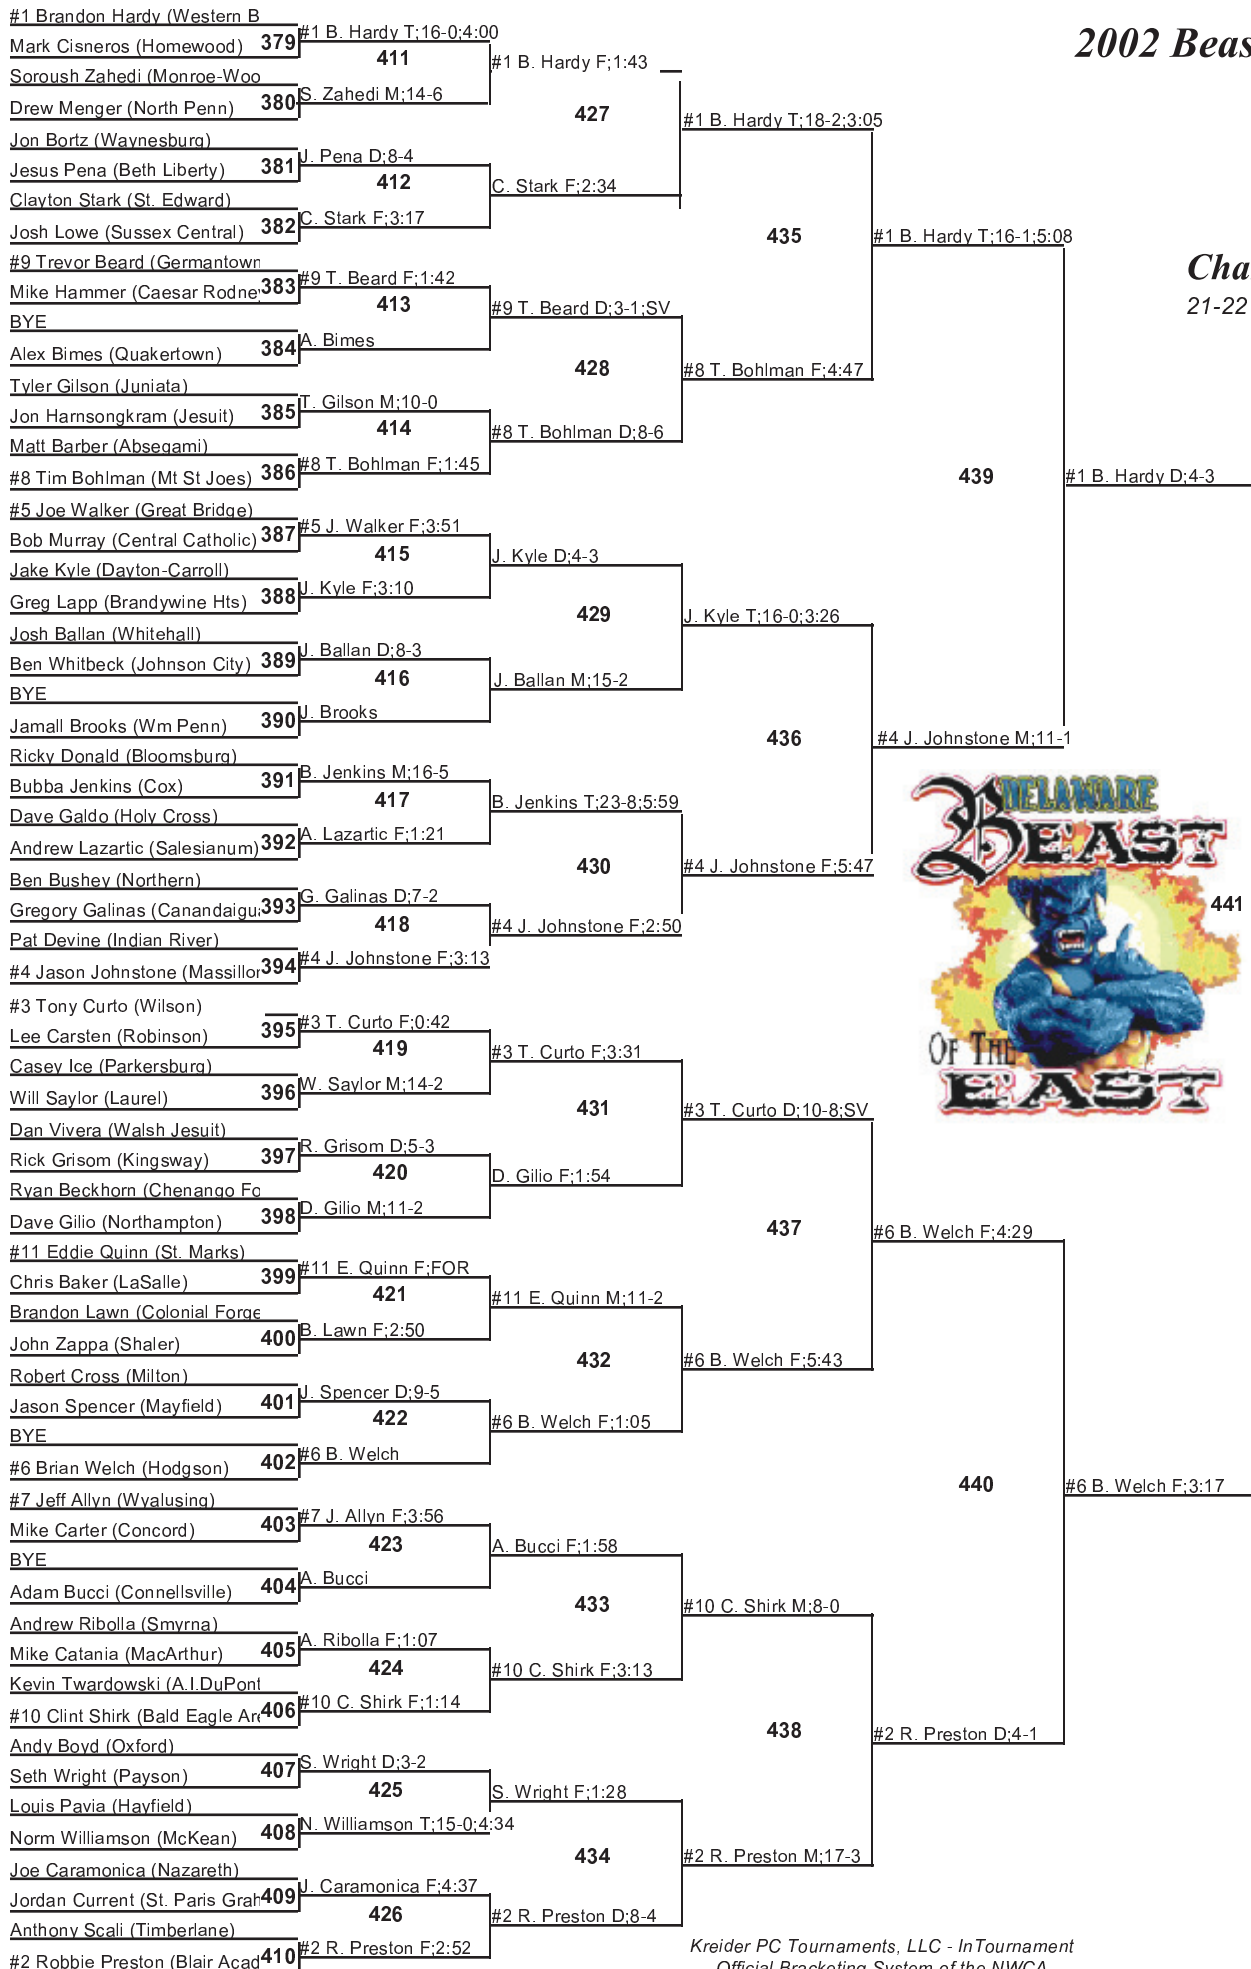 #1 Brandon Hardy (Western B
Mark Cisneros (Homewood)
379
Soroush Zahedi (Monroe-Woo
Drew Menger (North Penn)
380
Jon Bortz (Waynesburg)
Jesus Pena (Beth Liberty)
381
Clayton Stark (St. Edward)
Josh Lowe (Sussex Central)
382
#9 Trevor Beard (Germantown
Mike Hammer (Caesar Rodney
383
BYE
Alex Bimes (Quakertown)
384
Tyler Gilson (Juniata)
Jon Harnsongkram (Jesuit)
385
Matt Barber (Absegami)
#8 Tim Bohlman (Mt St Joes)
386
#5 Joe Walker (Great Bridge)
Bob Murray (Central Catholic)
387
Jake Kyle (Dayton-Carroll)
Greg Lapp (Brandywine Hts)
388
Josh Ballan (Whitehall)
Ben Whitbeck (Johnson City)
389
BYE
Jamall Brooks (Wm Penn)
390
Ricky Donald (Bloomsburg)
Bubba Jenkins (Cox)
391
Dave Galdo (Holy Cross)
Andrew Lazartic (Salesianum)
392
Ben Bushey (Northern)
Gregory Galinas (Canandaigua
393
Pat Devine (Indian River)
#4 Jason Johnstone (Massillon
394
#3 Tony Curto (Wilson)
Lee Carsten (Robinson)
395
Casey Ice (Parkersburg)
Will Saylor (Laurel)
396
Dan Vivera (Walsh Jesuit)
Rick Grisom (Kingsway)
397
Ryan Beckhorn (Chenango Fo
Dave Gilio (Northampton)
398
#11 Eddie Quinn (St. Marks)
Chris Baker (LaSalle)
399
Brandon Lawn (Colonial Forge
John Zappa (Shaler)
400
Robert Cross (Milton)
Jason Spencer (Mayfield)
401
BYE
#6 Brian Welch (Hodgson)
402
#7 Jeff Allyn (Wyalusing)
Mike Carter (Concord)
403
BYE
Adam Bucci (Connellsville)
404
Andrew Ribolla (Smyrna)
Mike Catania (MacArthur)
405
Kevin Twardowski (A.I.DuPont
#10 Clint Shirk (Bald Eagle Are
406
Andy Boyd (Oxford)
Seth Wright (Payson)
407
Louis Pavia (Hayfield)
Norm Williamson (McKean)
408
Joe Caramonica (Nazareth)
Jordan Current (St. Paris Grah
409
Anthony Scali (Timberlane)
#2 Robbie Preston (Blair Acad
410
#1 B. Hardy T;16-0;4:00
411
S. Zahedi M;14-6
J. Pena D;8-4
412
C. Stark F;3:17
#9 T. Beard F;1:42
413
A. Bimes
T. Gilson M;10-0
414
#8 T. Bohlman F;1:45
#5 J. Walker F;3:51
415
J. Kyle F;3:10
J. Ballan D;8-3
416
J. Brooks
B. Jenkins M;16-5
417
A. Lazartic F;1:21
G. Galinas D;7-2
418
#4 J. Johnstone F;3:13
#3 T. Curto F;0:42
419
W. Saylor M;14-2
R. Grisom D;5-3
420
D. Gilio M;11-2
#11 E. Quinn F;FOR
421
B. Lawn F;2:50
J. Spencer D;9-5
422
#6 B. Welch
#7 J. Allyn F;3:56
423
A. Bucci
A. Ribolla F;1:07
424
#10 C. Shirk F;1:14
S. Wright D;3-2
425
N. Williamson T;15-0;4:34
J. Caramonica F;4:37
426
#2 R. Preston F;2:52
#1 B. Hardy F;1:43
427
C. Stark F;2:34
#9 T. Beard D;3-1;SV
428
#8 T. Bohlman D;8-6
J. Kyle D;4-3
429
J. Ballan M;15-2
B. Jenkins T;23-8;5:59
430
#4 J. Johnstone F;2:50
#3 T. Curto F;3:31
431
D. Gilio F;1:54
#11 E. Quinn M;11-2
432
#6 B. Welch F;1:05
A. Bucci F;1:58
433
#10 C. Shirk F;3:13
S. Wright F;1:28
434
#2 R. Preston D;8-4
#1 B. Hardy T;18-2;3:05
435
#8 T. Bohlman F;4:47
J. Kyle T;16-0;3:26
436
#4 J. Johnstone F;5:47
#3 T. Curto D;10-8;SV
437
#6 B. Welch F;5:43
#10 C. Shirk M;8-0
438
#2 R. Preston M;17-3
#1 B. Hardy T;16-1;5:08
439
#4 J. Johnstone M;11-1
#6 B. Welch F;4:29
440
#2 R. Preston D;4-1
#1 B. Hardy D;4-3
441
#6 B. Welch F;3:17
2002 Beas
Cha
21-22
DELAWARE
BEAST
OF THE
EAST
Kreider PC Tournaments, LLC - InTournament
Official Bracketing System of the NWCA